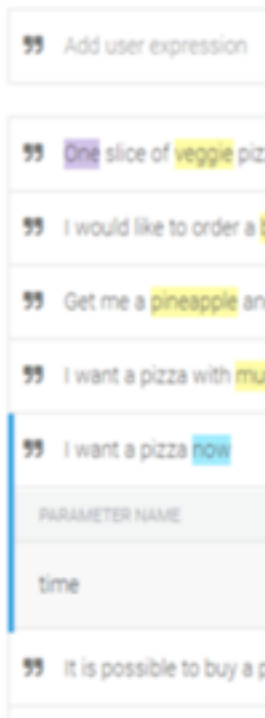 Add user expression
One slice of veggie piz
I would like to order a
Get me a pineapple an
I want a pizza with mu
I want a pizza now
PARAMETER NAME
time
It is possible to buy a p